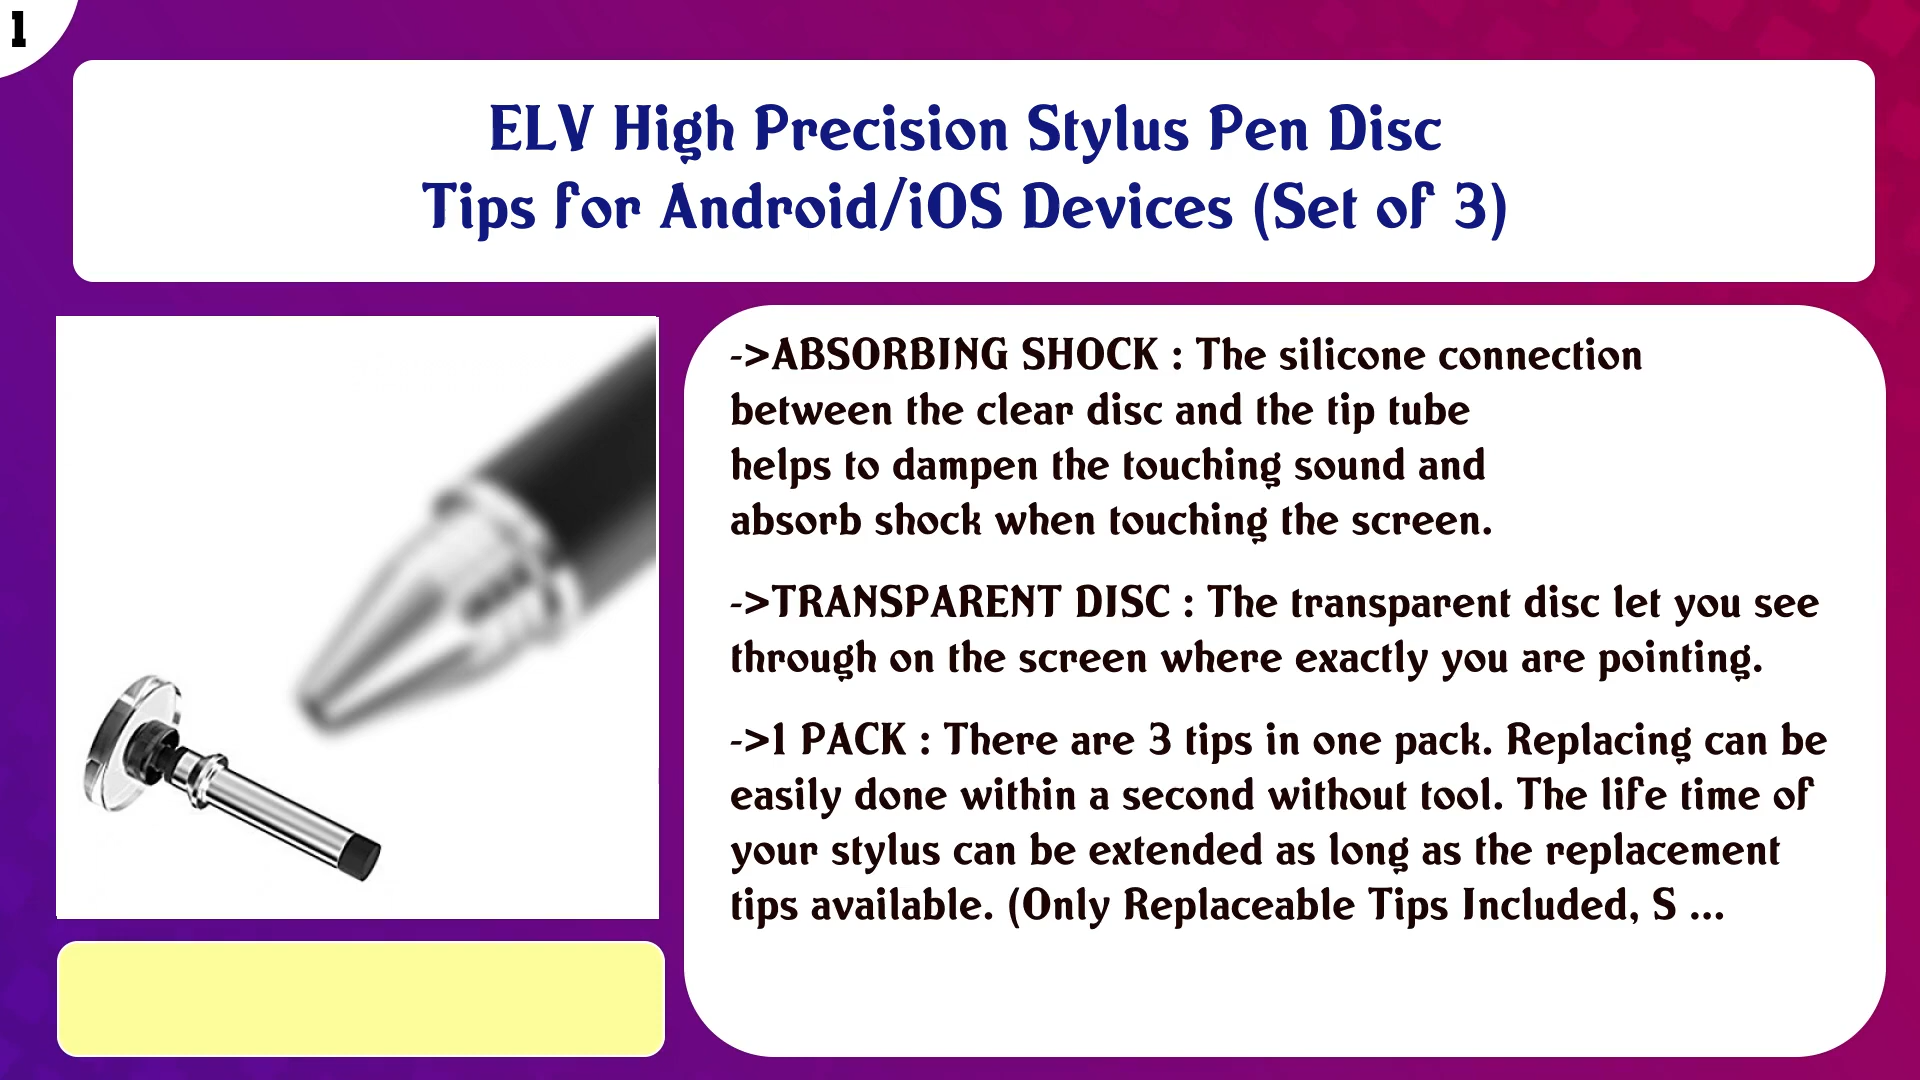 1
ELV High Precision Stylus Pen Disc
Tips for Android/iOS Devices (Set of 3)
->ABSORBING SHOCK : The silicone connection
between the clear disc and the tip tube
helps to dampen the touching sound and
absorb shock when touching the screen.
->TRANSPARENT DISC : The transparent disc let you see
through on the screen where exactly you are pointing.
->1 PACK : There are 3 tips in one pack. Replacing can be
easily done within a second without tool. The life time of
your stylus can be extended as long as the replacement
tips available. (Only Replaceable Tips Included, S ...